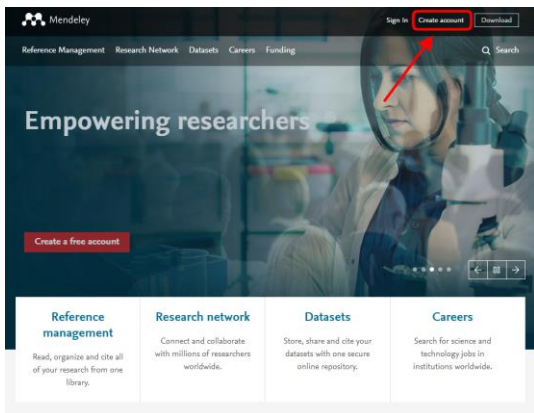 Mendeley
Sign In Create account Download
Reference Management Research Network Datasets Careers Funding Search
Empowering researchers
Create a free account
Reference
management
Read, organize and cite all
of your research from one
library.
Research network
Connect and collaborate
with millions of researchers
worldwide.
Datasets
Store, share and cite your
datasets with one secure
online repository.
Careers
Search for science and
technology jobs in
institutions worldwide.